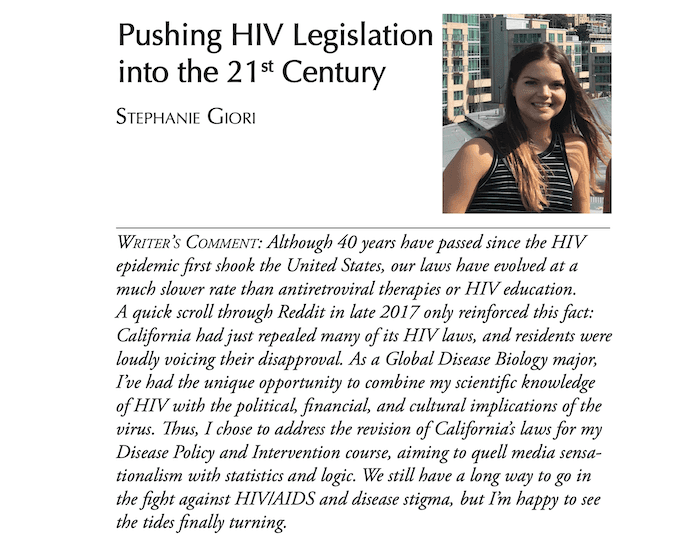 Pushing HIV Legislation
into the 21st Century
Stephanie Giori
Writer's Comment: Although 40 years have passed since the HIV
epidemic first shook the United States, our laws have evolved at a
much slower rate than antiretroviral therapies or HIV education.
A quick scroll through Reddit in late 2017 only reinforced this fact:
California had just repealed many of its HIV laws, and residents were
loudly voicing their disapproval. As a Global Disease Biology major,
I've had the unique opportunity to combine my scientific knowledge
of HIV with the political, financial, and cultural implications of the
virus. Thus, I chose to address the revision of California's laws for my
Disease Policy and Intervention course, aiming to quell media sensa-
tionalism with statistics and logic. We still have a long way to go in
the fight against HIV/AIDS and disease stigma, but I'm happy to see
the tides finally turning.